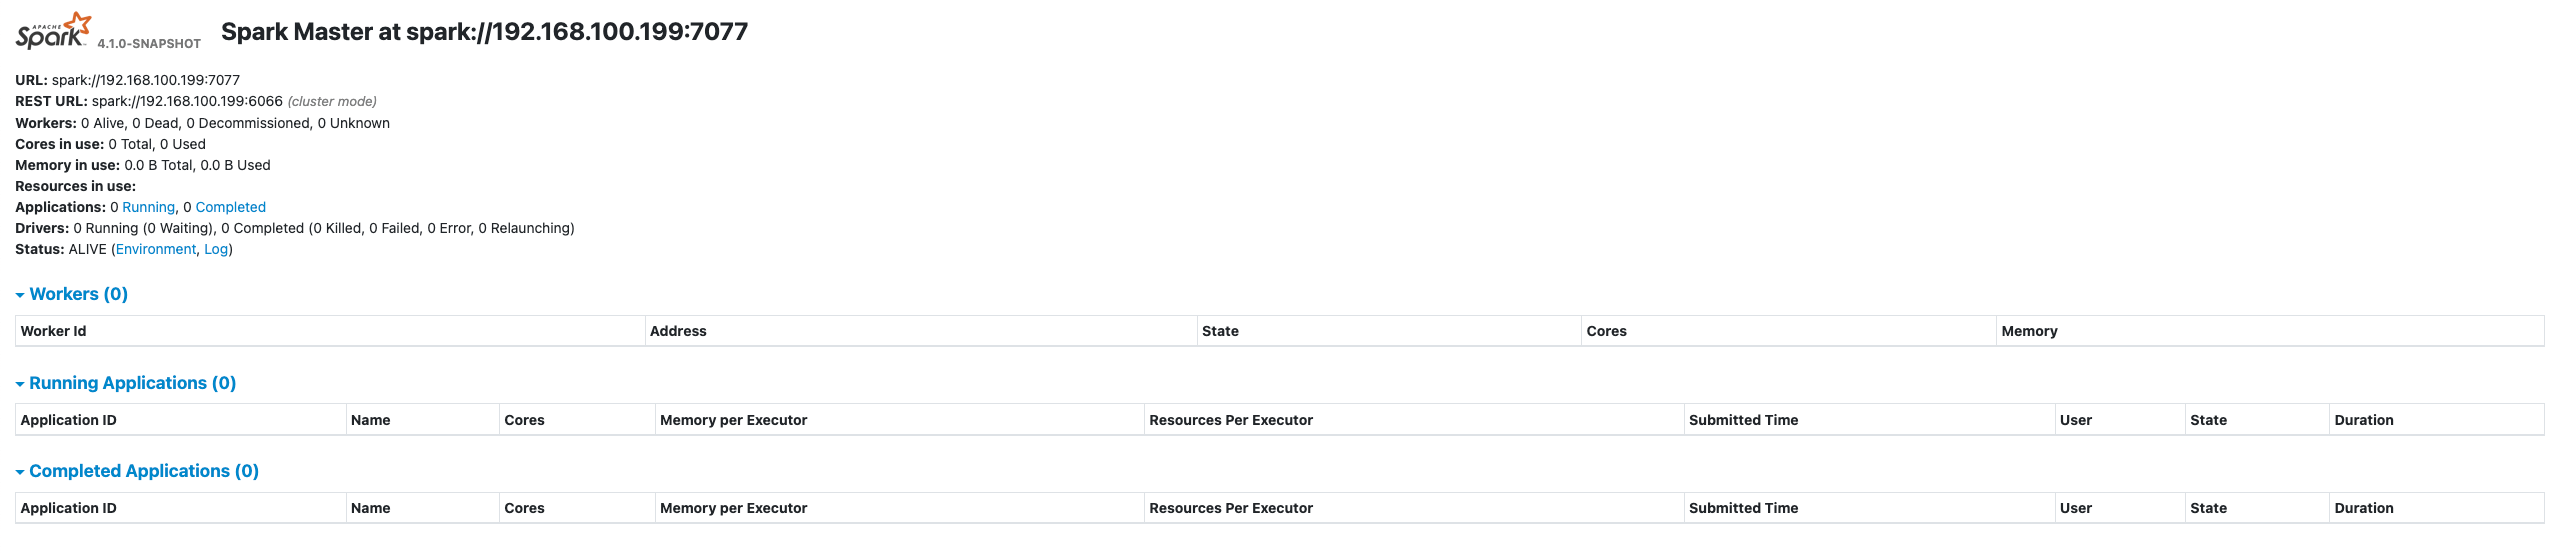 APACHE
Spark 4.1.0-SNAPSHOT Spark Master at spark://192.168.100.199:7077
URL: spark://192.168.100.199:7077
REST URL: spark://192.168.100.199:6066 (cluster mode)
Workers: 0 Alive, 0 Dead, 0 Decommissioned, 0 Unknown
Cores in use: 0 Total, 0 Used
Memory in use: 0.0 B Total, 0.0 B Used
Resources in use:
Applications: 0 Running, 0 Completed
Drivers: 0 Running (0 Waiting), 0 Completed (0 Killed, 0 Failed, 0 Error, 0 Relaunching)
Status: ALIVE (Environment, Log)
Workers (0)
Worker Id Address State Cores Memory
Running Applications (0)
Application ID Name Cores Memory per Executor Resources Per Executor Submitted Time User State Duration
Completed Applications (0)
Application ID Name Cores Memory per Executor Resources Per Executor Submitted Time User State Duration